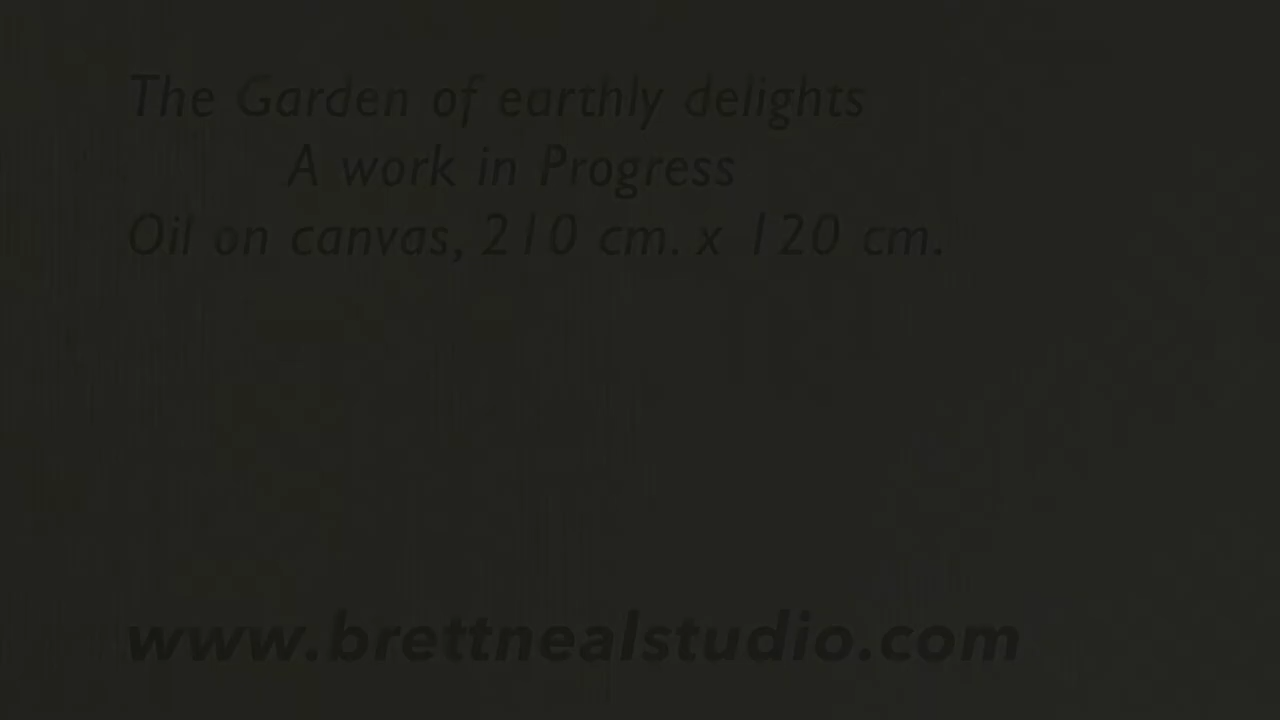 The Garden of earthly delights
A work in Progress
Oil on canvas, 210 cm. x 120 cm.
www.brettnealstudio.com